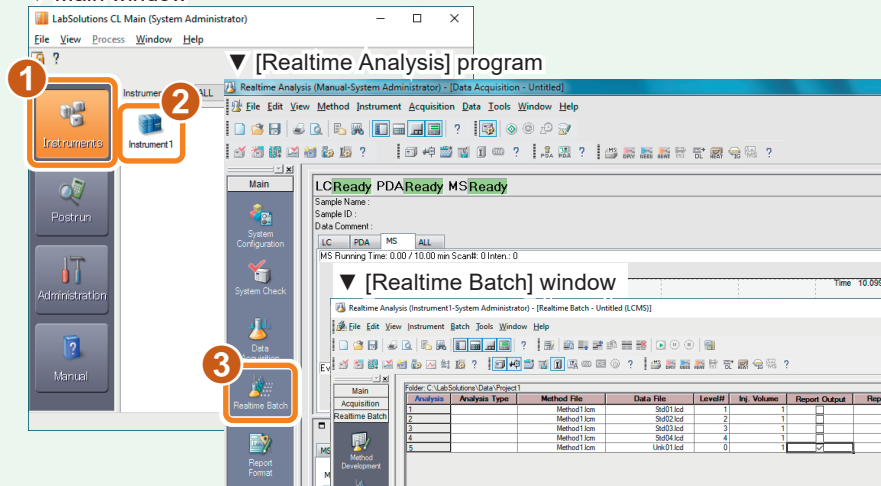 ▼ Main window
LabSolutions CL Main (System Administrator)
File View Process Window Help
?
1
2
Instruments
Instrument
ALL
Instrument1
Postrun
Administration
Manual
▼ [Realtime Analysis] program
Realtime Analysis (Manual-System Administrator) - [Data Acquisition - Untitled]
File Edit View Method Instrument Acquisition Data Tools Window Help
Main
System
Configuration
System Check
Data
Acquisition
3
Realtime Batch
Report
Format
LC Ready PDA Ready MS Ready
Sample Name :
Sample ID :
Data Comment :
LC PDA MS ALL
MS Running Time: 0.00 / 10.00 min Scan#: 0 Inten.: 0
Time 10.099
▼ [Realtime Batch] window
Realtime Analysis (Instrument1-System Administrator) - [Realtime Batch - Untitled (LCMS)]
File Edit View Instrument Batch Tools Window Help
Main
Acquisition
Realtime Batch
Method
Development
Folder: C:\LabSolutions\Data\Project1
Analysis Analysis Type Method File Data File Level# Inj. Volume Report Output Rep
1 Method1.lcm Std01.lcd 1 1
2 Method1.lcm Std02.lcd 2 1
3 Method1.lcm Std03.lcd 3 1
4 Method1.lcm Std04.lcd 4 1
5 Method1.lcm Unk01.lcd 0 1